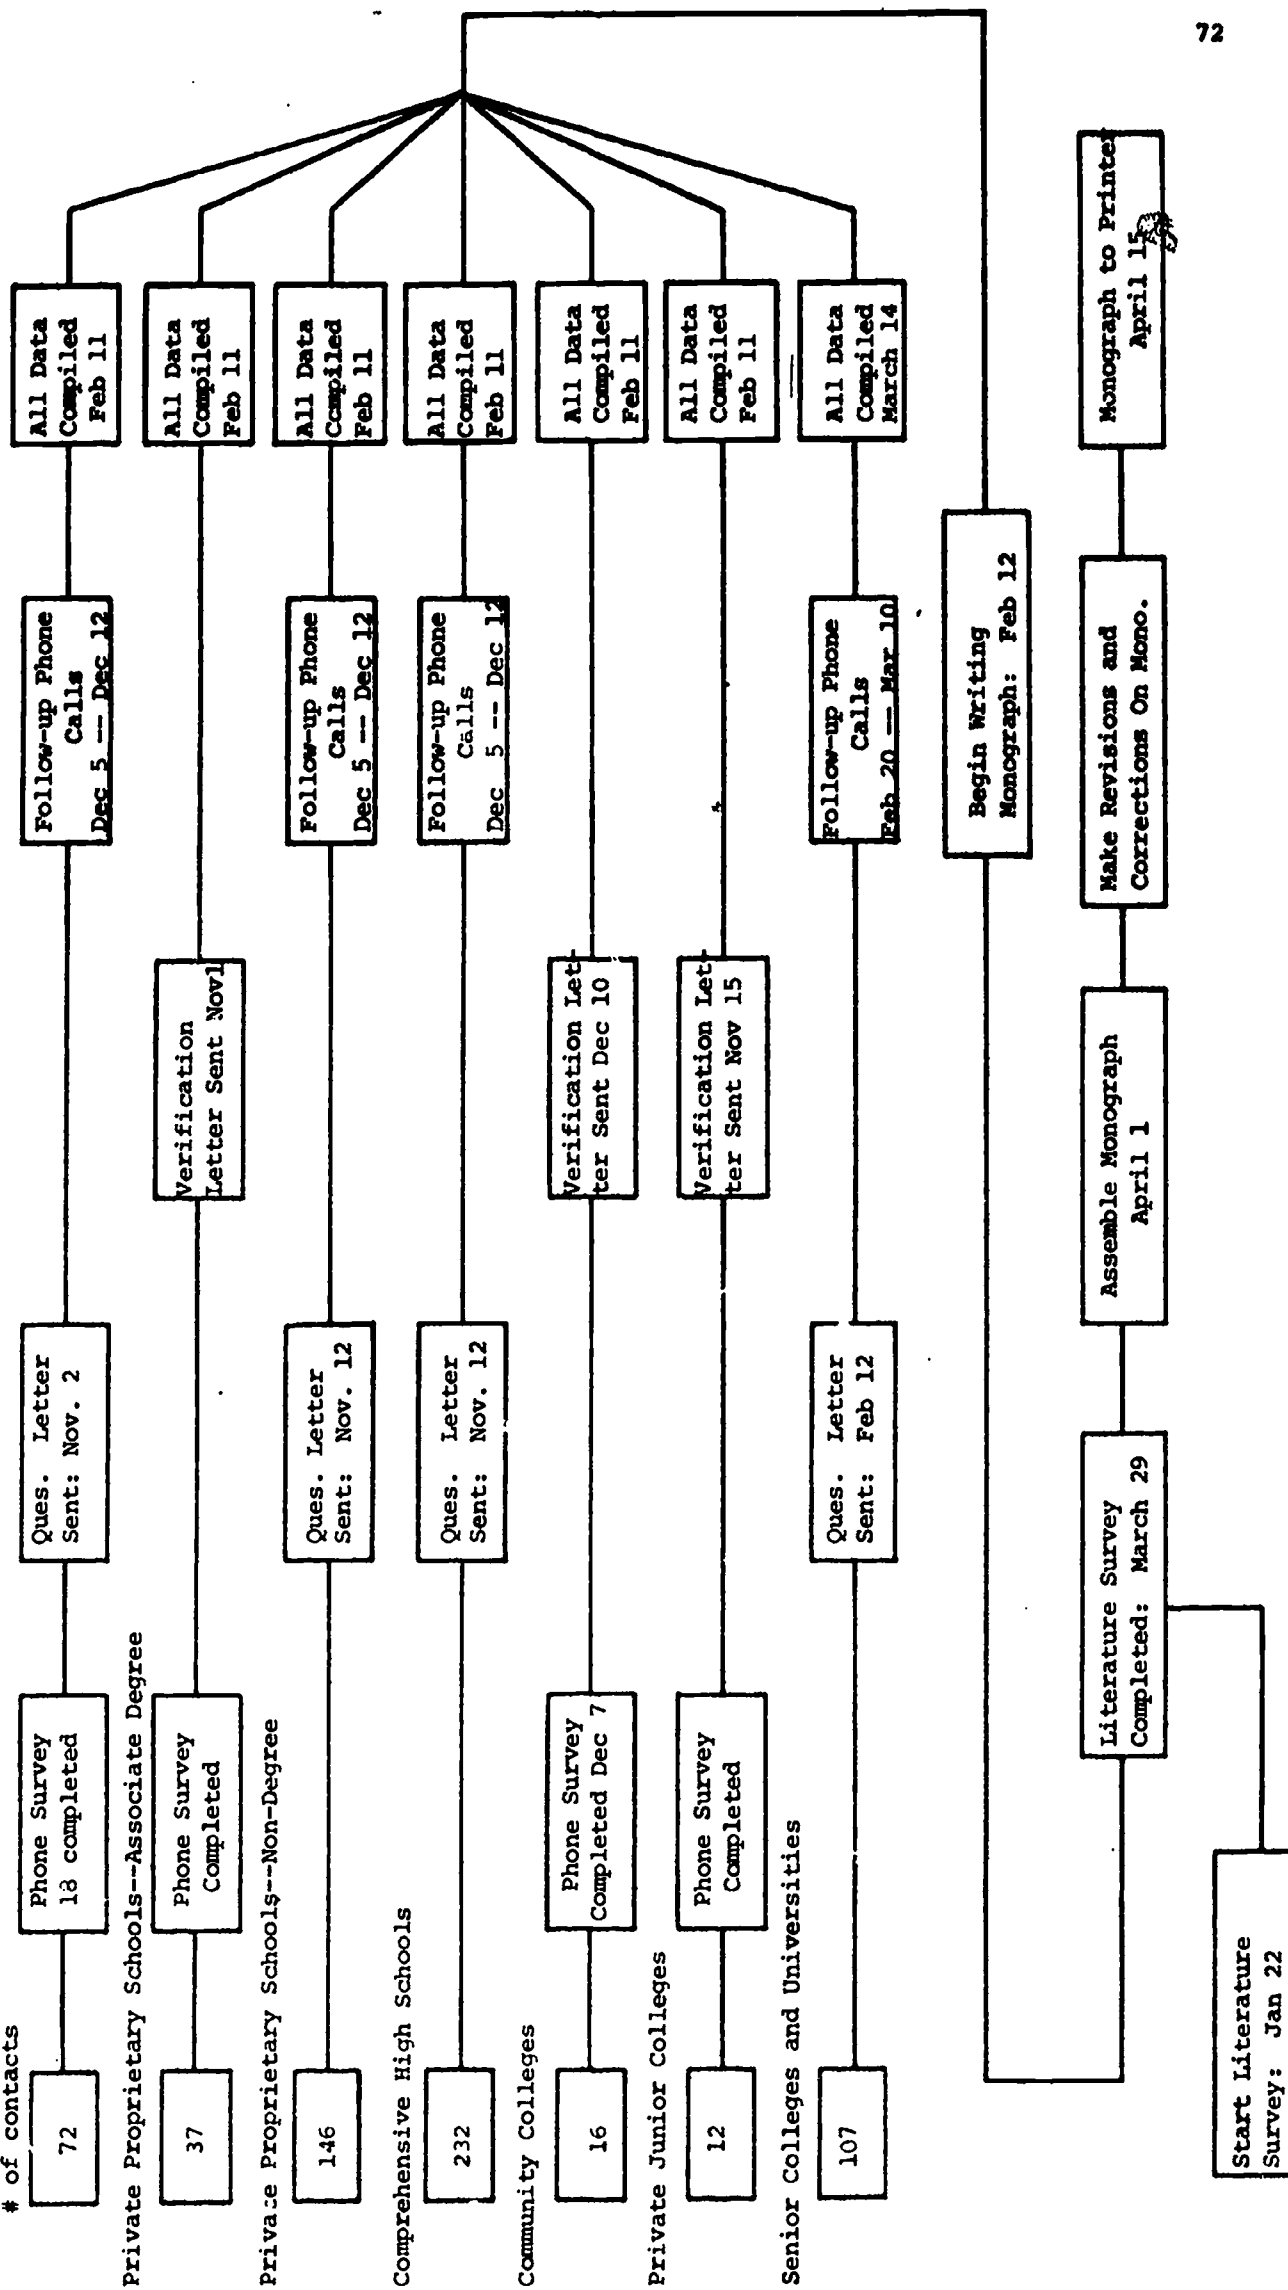 72
# of contacts
72
Phone Survey
18 completed
Ques. Letter
Sent: Nov. 2
Follow-up Phone
Calls
Dec 5 -- Dec 12
All Data
Compiled
Feb 11
Private Proprietary Schools--Associate Degree
37
Phone Survey
Completed
Verification
Letter Sent Nov1
All Data
Compiled
Feb 11
Private Proprietary Schools--Non-Degree
146
Ques. Letter
Sent: Nov. 12
Follow-up Phone
Calls
Dec 5 -- Dec 12
All Data
Compiled
Feb 11
Comprehensive High Schools
232
Ques. Letter
Sent: Nov. 12
Follow-up Phone
Calls
Dec 5 -- Dec 12
All Data
Compiled
Feb 11
Community Colleges
16
Phone Survey
Completed Dec 7
Verification Let-
ter Sent Dec 10
All Data
Compiled
Feb 11
Private Junior Colleges
12
Phone Survey
Completed
Verification Let-
ter Sent Nov 15
All Data
Compiled
Feb 11
Senior Colleges and Universities
107
Ques. Letter
Sent: Feb 12
Follow-up Phone
Calls
Feb 20 -- Mar 10
All Data
Compiled
March 14
Begin Writing
Monograph: Feb 12
Literature Survey
Completed: March 29
Assemble Monograph
April 1
Make Revisions and
Corrections On Mono.
Monograph to Printer
April 15
Start Literature
Survey: Jan 22